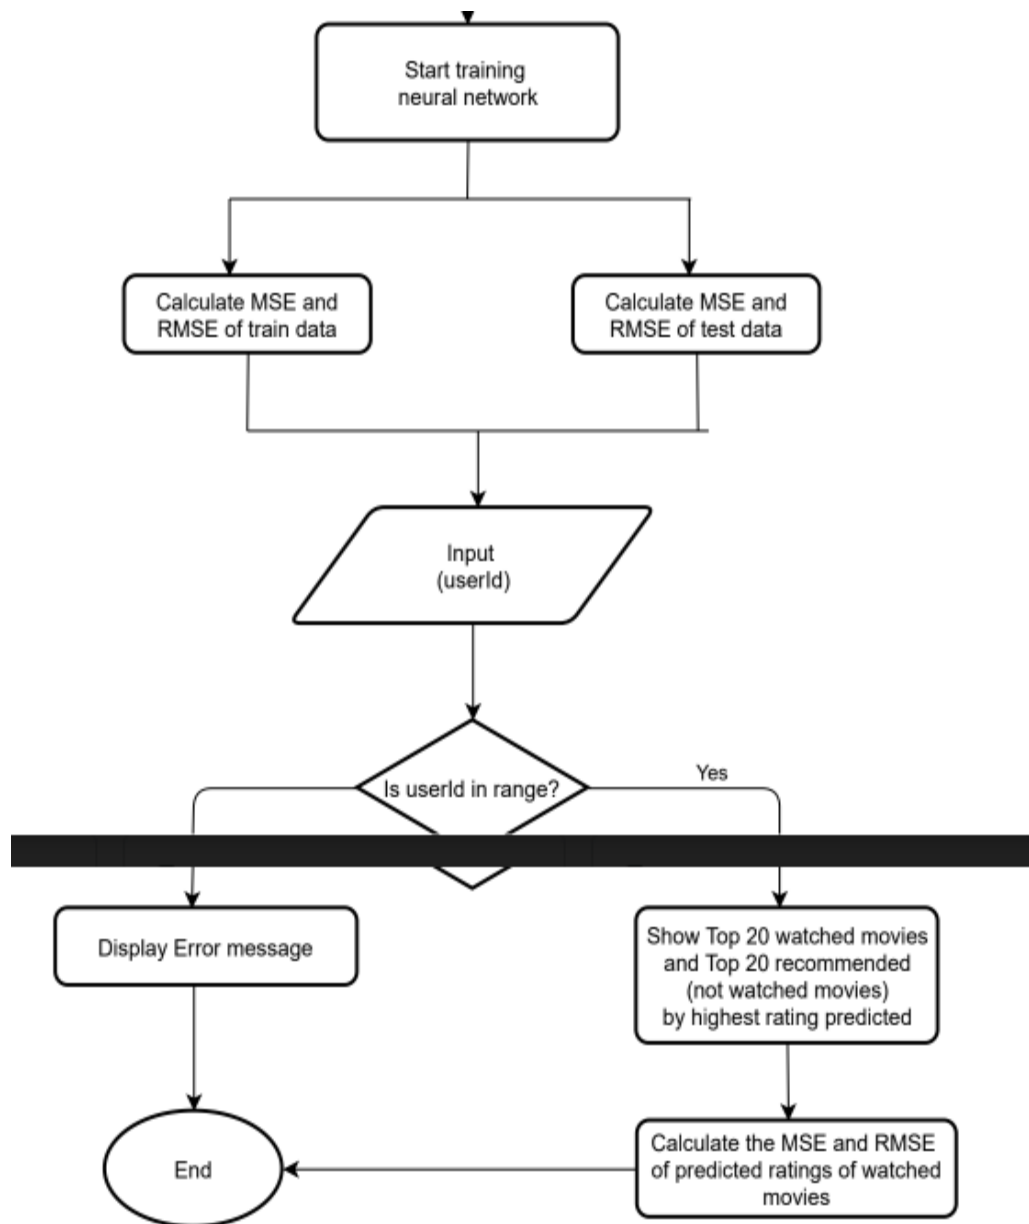 Start training
neural network
Calculate MSE and
RMSE of train data
Calculate MSE and
RMSE of test data
Input
(userId)
Is userId in range?
Yes
Display Error message
Show Top 20 watched movies
and Top 20 recommended
(not watched movies)
by highest rating predicted
End
Calculate the MSE and RMSE
of predicted ratings of watched
movies